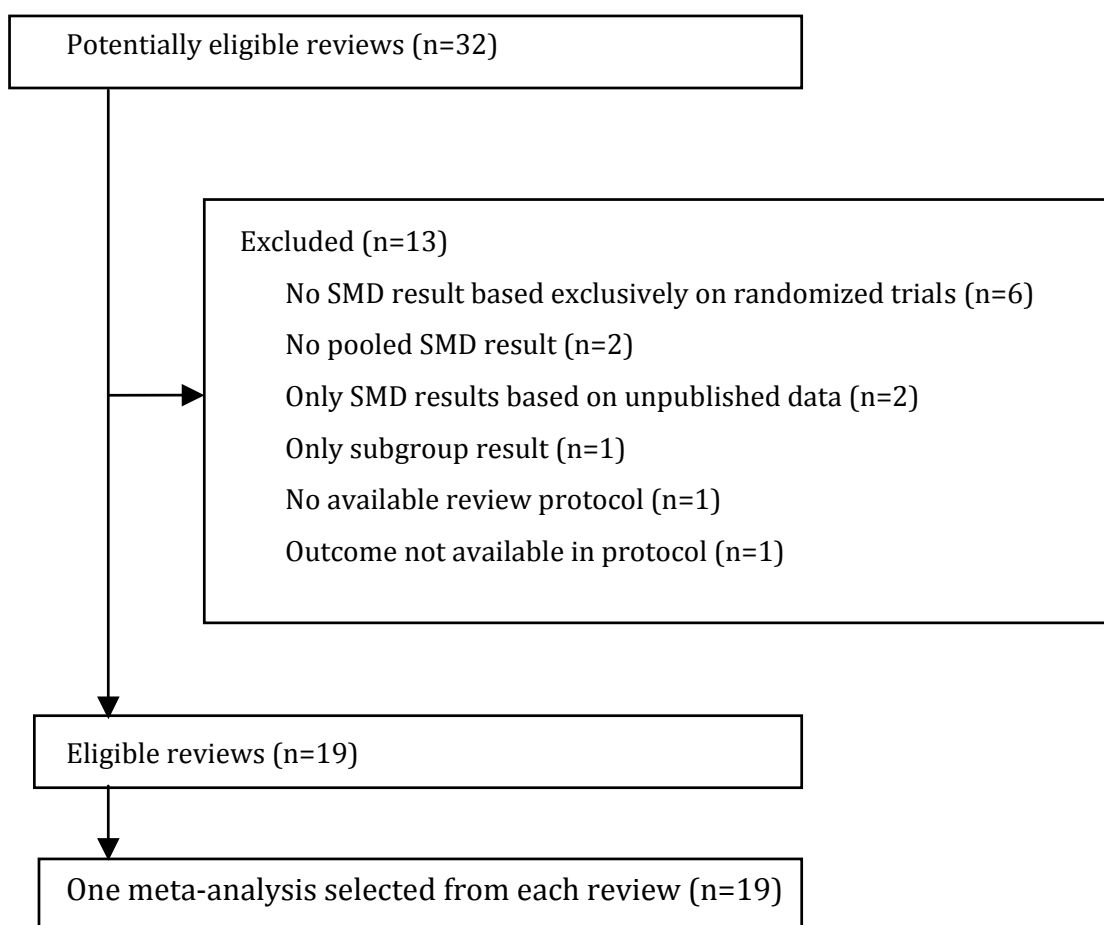 Potentially eligible reviews (n=32)
Excluded (n=13)
No SMD result based exclusively on randomized trials (n=6)
No pooled SMD result (n=2)
Only SMD results based on unpublished data (n=2)
Only subgroup result (n=1)
No available review protocol (n=1)
Outcome not available in protocol (n=1)
Eligible reviews (n=19)
One meta-analysis selected from each review (n=19)